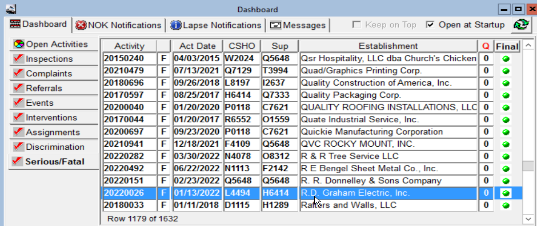 Dashboard
Dashboard NOK Notifications Lapse Notifications Messages Keep on Top Open at Startup
Open Activities
Inspections
Complaints
Referrals
Events
Interventions
Assignments
Discrimination
Serious/Fatal
Activity Act Date CSHO Sup Establishment Q Final
20150240 F 04/03/2015 W2024 Q5648 Qsr Hospitality, LLC dba Church's Chicken 0
20210479 F 07/13/2021 Q7129 T3994 Quad/Graphics Printing Corp. 0
20180696 F 09/26/2018 L8197 I2637 Quality Construction of America, Inc. 0
20170559 F 08/25/2017 H6414 Q7333 Quality Packaging Corp. 0
20200040 F 01/20/2020 P0118 C7621 QUALITY ROOFING INSTALLATIONS, LLC 0
20170044 F 01/20/2017 R6552 O1559 Quate Industrial Service, Inc. 0
20200697 F 09/23/2020 P0118 C7621 Quickie Manufacturing Corporation 0
20210941 F 12/18/2021 F4109 Q5648 QVC ROCKY MOUNT, INC. 0
20220282 F 03/30/2022 N4078 O8312 R & R Tree Service LLC 0
20220492 F 06/22/2022 N1113 F2142 R E Bengel Sheet Metal Co., Inc. 0
20220151 F 02/23/2022 Q5648 Q5648 R. R. Donnelley & Sons Company 0
20220026 F 01/13/2022 L4494 H6414 R.D. Graham Electric, Inc. 0
20180033 F 01/11/2018 D1115 H1289 Rafters and Walls, LLC 0
Row 1179 of 1632